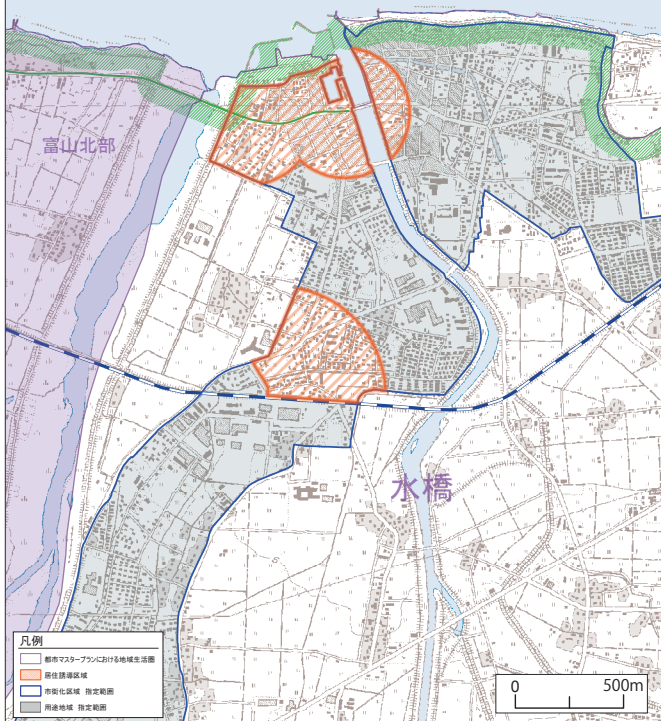 富山北部
水橋
凡例
都市マスタープランにおける地域生活圏
居住誘導区域
市街化区域 指定範囲
用途地域 指定範囲
0 500m